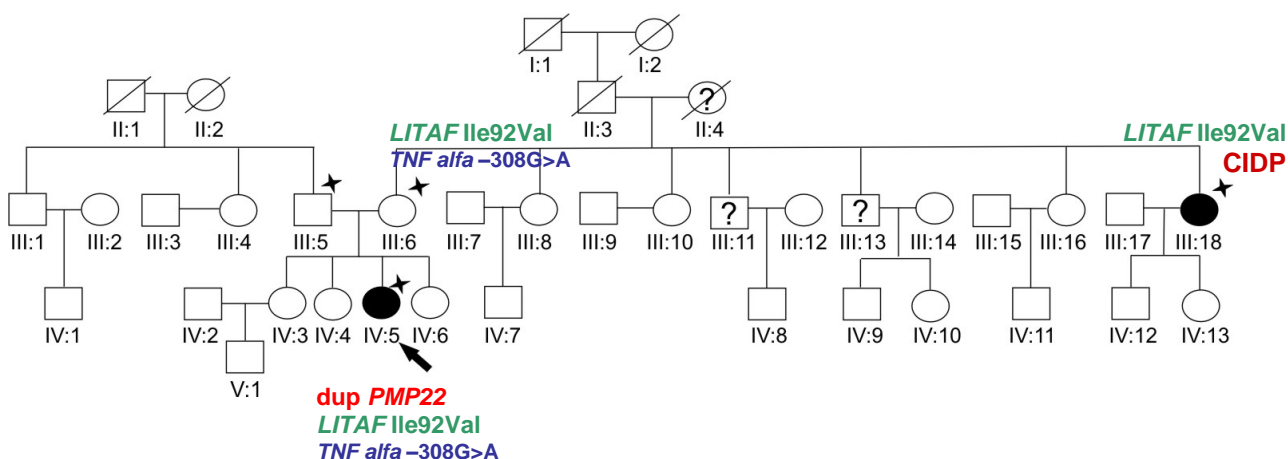 I:1 I:2
II:1 II:2 II:3 ? II:4
LITAF Ile92Val LITAF Ile92Val
TNF alfa –308G>A CIDP
? ?
III:1 III:2 III:3 III:4 III:5 III:6 III:7 III:8 III:9 III:10 III:11 III:12 III:13 III:14 III:15 III:16 III:17 III:18
IV:1 IV:2 IV:3 IV:4 IV:5 IV:6 IV:7 IV:8 IV:9 IV:10 IV:11 IV:12 IV:13
V:1
dup PMP22
LITAF Ile92Val
TNF alfa –308G>A